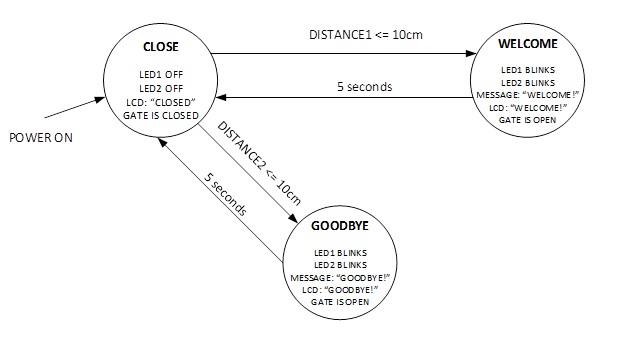 DISTANCE1 <= 10cm
CLOSE
LED1 OFF
LED2 OFF
LCD: "CLOSED"
GATE IS CLOSED
WELCOME
LED1 BLINKS
LED2 BLINKS
MESSAGE: "WELCOME!"
LCD: "WELCOME!"
GATE IS OPEN
5 seconds
POWER ON
DISTANCE2 <= 10cm
5 seconds
GOODBYE
LED1 BLINKS
LED2 BLINKS
MESSAGE: "GOODBYE!"
LCD: "GOODBYE!"
GATE IS OPEN